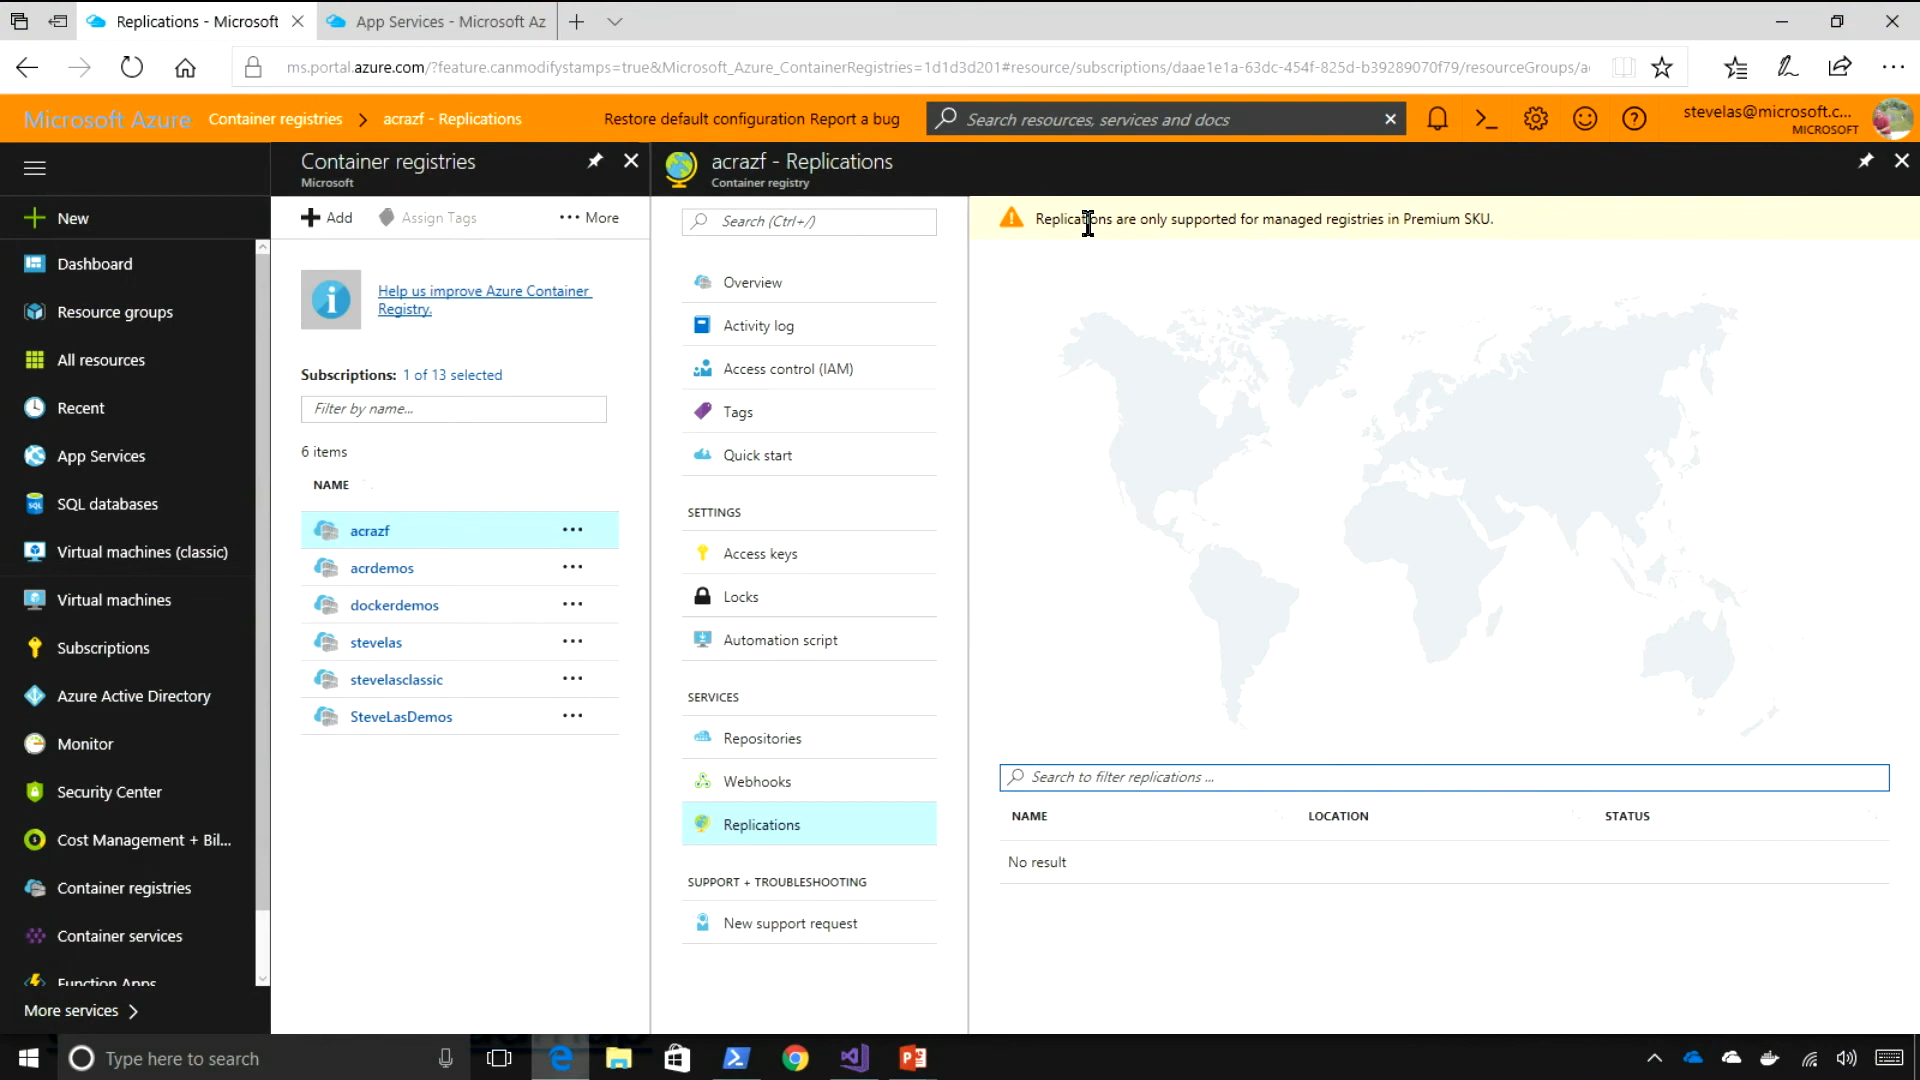 Replications - Microsoft
App Services - Microsoft Az
ms.portal.azure.com/?feature.canmodifystamps=true&Microsoft_Azure_ContainerRegistries=1d1d3d201#resource/subscriptions/daae1e1a-63dc-454f-825d-b39289070f79/resourceGroups/a
Microsoft Azure
Container registries > acrazf - Replications
Restore default configuration Report a bug
Search resources, services and docs
stevelas@microsoft.c...
MICROSOFT
New
Dashboard
Resource groups
All resources
Recent
App Services
SQL databases
Virtual machines (classic)
Virtual machines
Subscriptions
Azure Active Directory
Monitor
Security Center
Cost Management + Bil...
Container registries
Container services
Function Apps
More services >
Container registries
Microsoft
Add
Assign Tags
More
Help us improve Azure Container
Registry.
Subscriptions: 1 of 13 selected
Filter by name...
6 items
NAME
acrazf
acrdemos
dockerdemos
stevelas
stevelasclassic
SteveLasDemos
acrazf - Replications
Container registry
Search (Ctrl+/)
Overview
Activity log
Access control (IAM)
Tags
Quick start
SETTINGS
Access keys
Locks
Automation script
SERVICES
Repositories
Webhooks
Replications
SUPPORT + TROUBLESHOOTING
New support request
Replications are only supported for managed registries in Premium SKU.
Search to filter replications ...
NAME LOCATION STATUS
No result
Type here to search